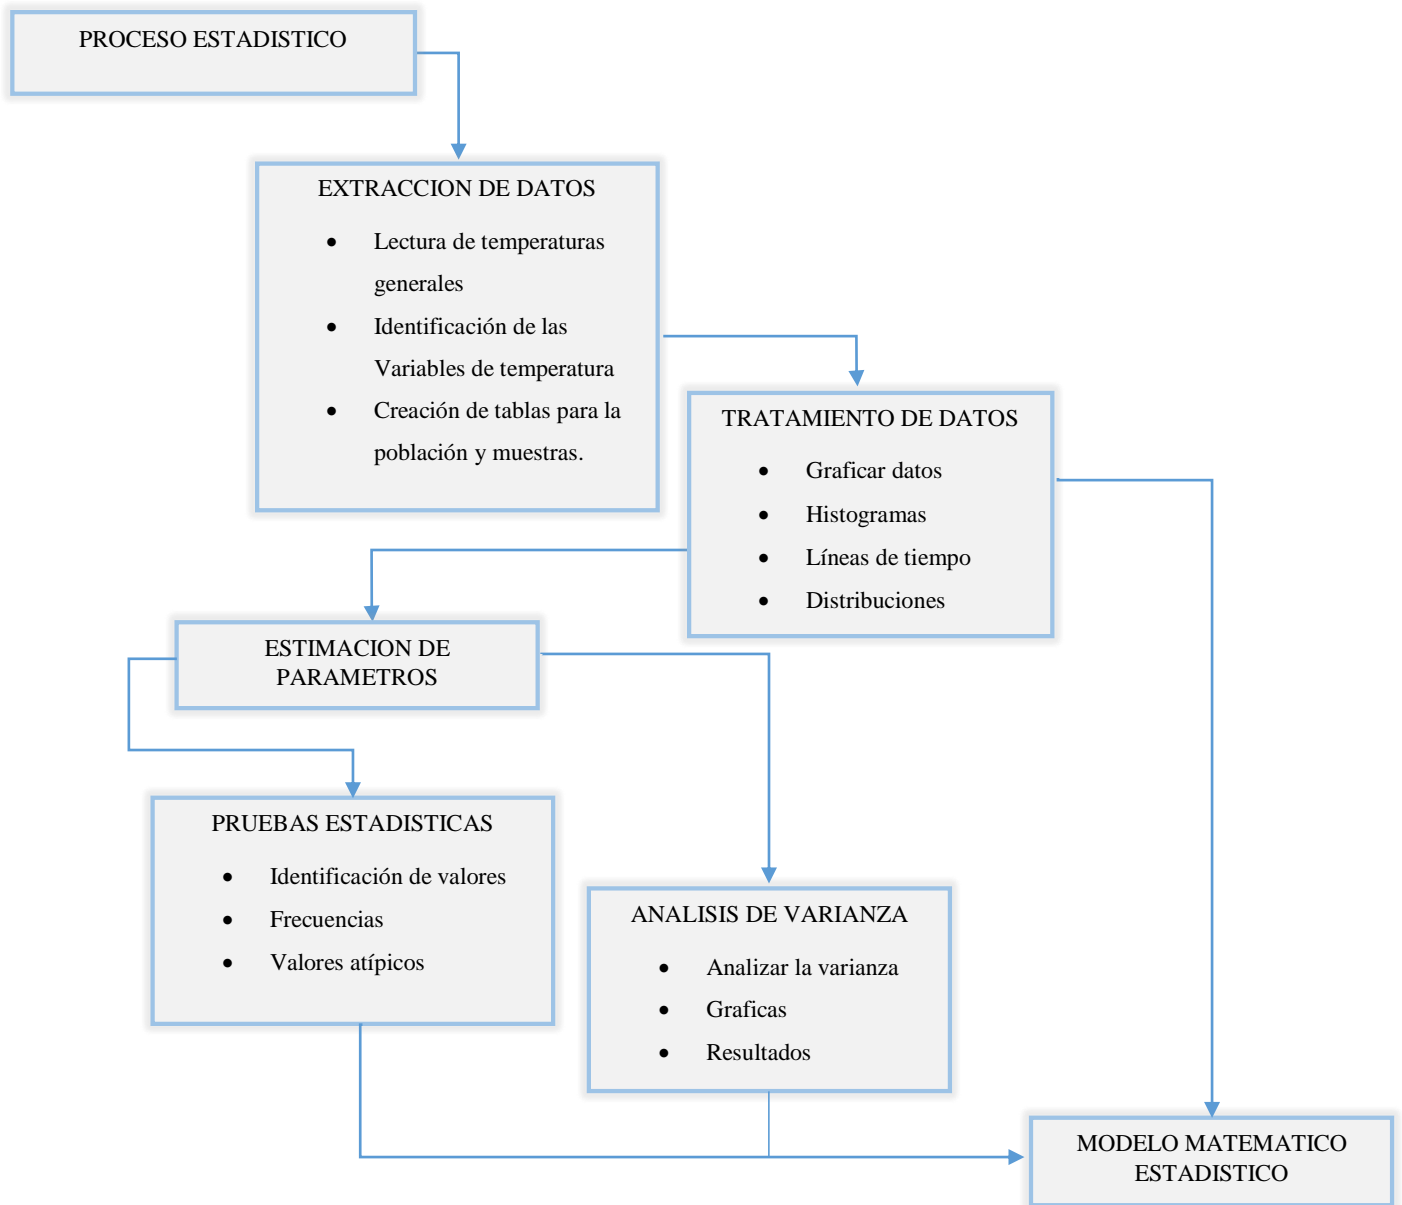 PROCESO ESTADISTICO
EXTRACCION DE DATOS
• Lectura de temperaturas
generales
• Identificación de las
Variables de temperatura
• Creación de tablas para la
población y muestras.
TRATAMIENTO DE DATOS
• Graficar datos
• Histogramas
• Líneas de tiempo
• Distribuciones
ESTIMACION DE
PARAMETROS
PRUEBAS ESTADISTICAS
• Identificación de valores
• Frecuencias
• Valores atípicos
ANALISIS DE VARIANZA
• Analizar la varianza
• Graficas
• Resultados
MODELO MATEMATICO
ESTADISTICO